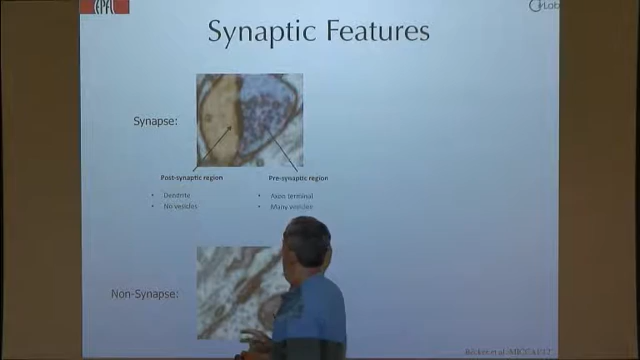 EPFL
CVLab
Synaptic Features
Synapse:
Post-synaptic region
Pre-synaptic region
• Dendrite
• Axon terminal
• No vesicles
• Many vesicles
Non-Synapse: